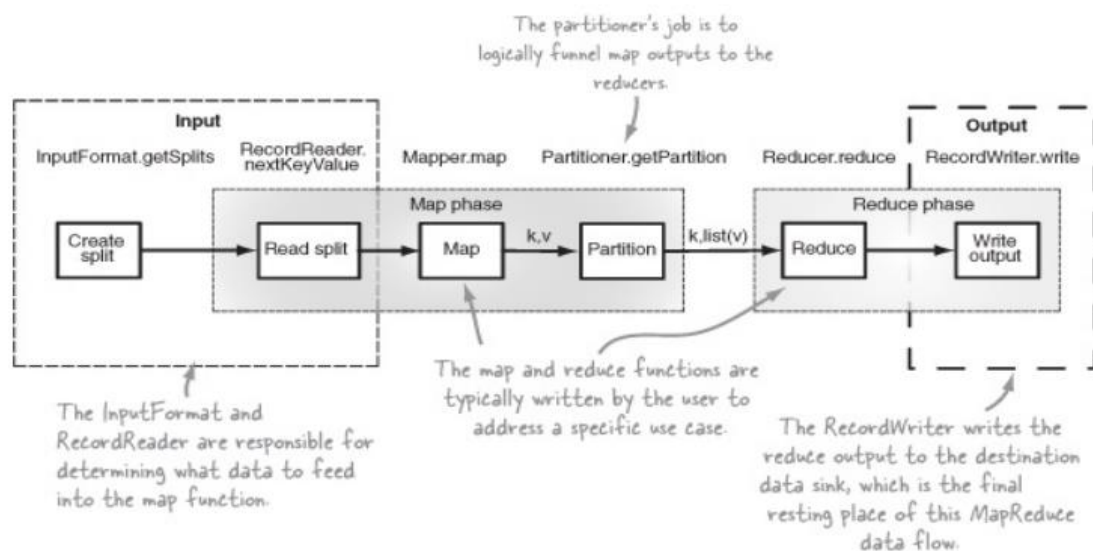 The partitioner's job is to
logically funnel map outputs to the
reducers.
Input
Output
InputFormat.getSplits
RecordReader.
nextKeyValue
Mapper.map
Partitioner.getPartition
Reducer.reduce
RecordWriter.write
Map phase
Reduce phase
Create
split
Read split
Map
k,v
Partition
k,list(v)
Reduce
Write
output
The InputFormat and
RecordReader are responsible for
determining what data to feed
into the map function.
The map and reduce functions are
typically written by the user to
address a specific use case.
The RecordWriter writes the
reduce output to the destination
data sink, which is the final
resting place of this MapReduce
data flow.